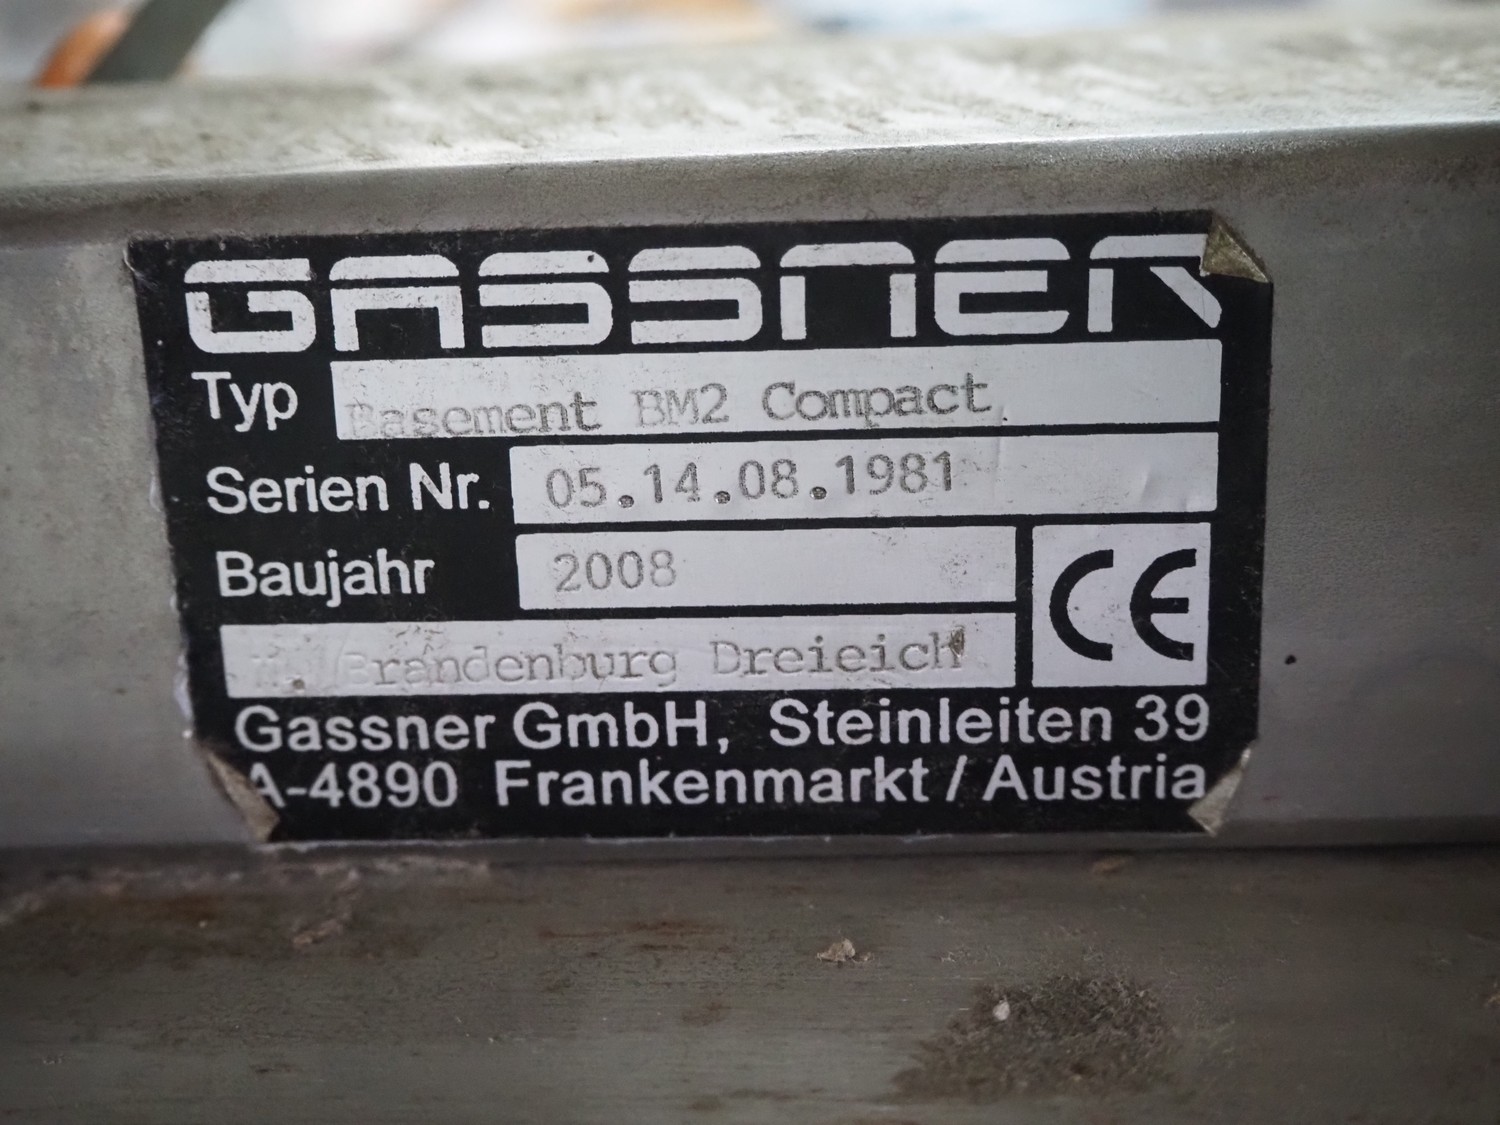 GASSNER
Typ Basement BM2 Compact
Serien Nr. 05.14.08.1981
Baujahr 2008
Brandenburg Dreieich
CE
Gassner GmbH, Steinleiten 39
A-4890 Frankenmarkt / Austria